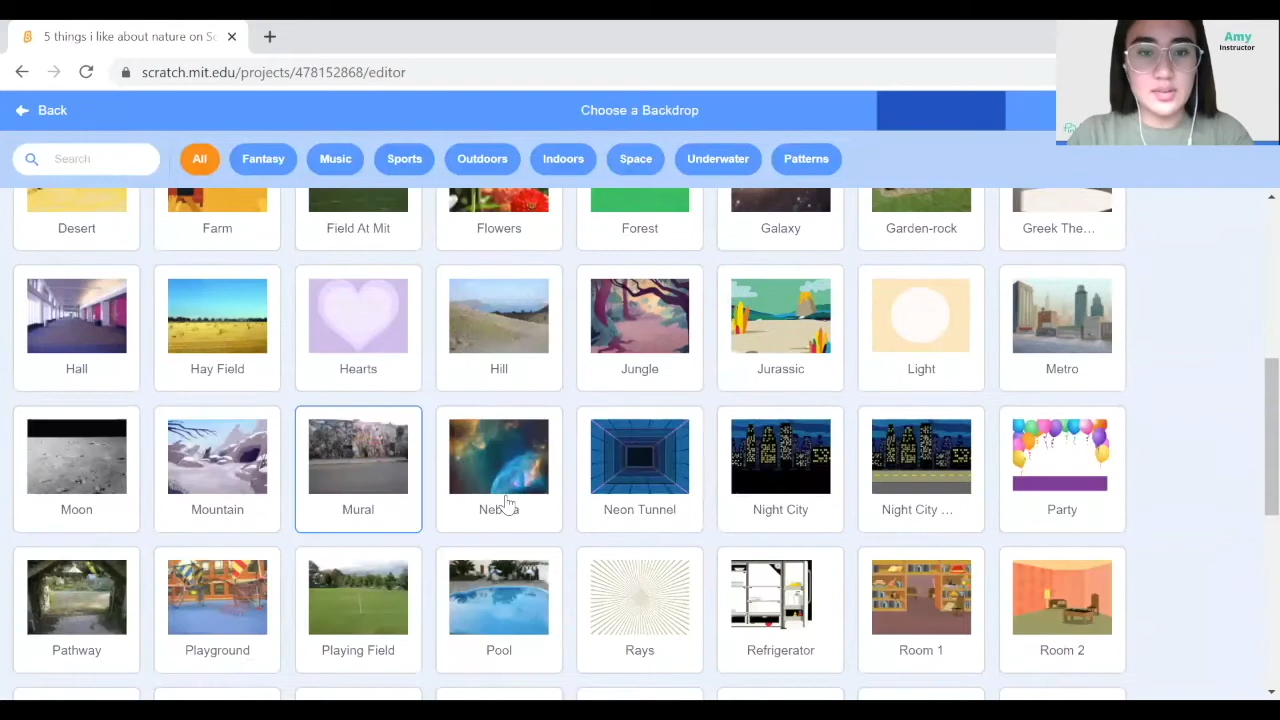 5 things i like about nature on Sc
scratch.mit.edu/projects/478152868/editor
Amy
Instructor
Back
Choose a Backdrop
Search
All
Fantasy
Music
Sports
Outdoors
Indoors
Space
Underwater
Patterns
Desert
Farm
Field At Mit
Flowers
Forest
Galaxy
Garden-rock
Greek The...
Hall
Hay Field
Hearts
Hill
Jungle
Jurassic
Light
Metro
Moon
Mountain
Mural
Neon Tunnel
Night City
Night City ...
Party
Pathway
Playground
Playing Field
Pool
Rays
Refrigerator
Room 1
Room 2